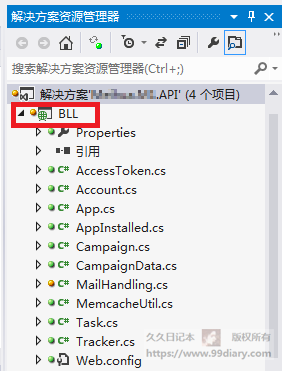 解决方案资源管理器
搜索解决方案资源管理器(Ctrl+;)
解决方案' .API' (4 个项目)
BLL
Properties
引用
AccessToken.cs
Account.cs
App.cs
AppInstalled.cs
Campaign.cs
CampaignData.cs
MailHandling.cs
MemcacheUtil.cs
Task.cs
Tracker.cs
Web.config
久久日记本 版权所有
https://www.99diary.com